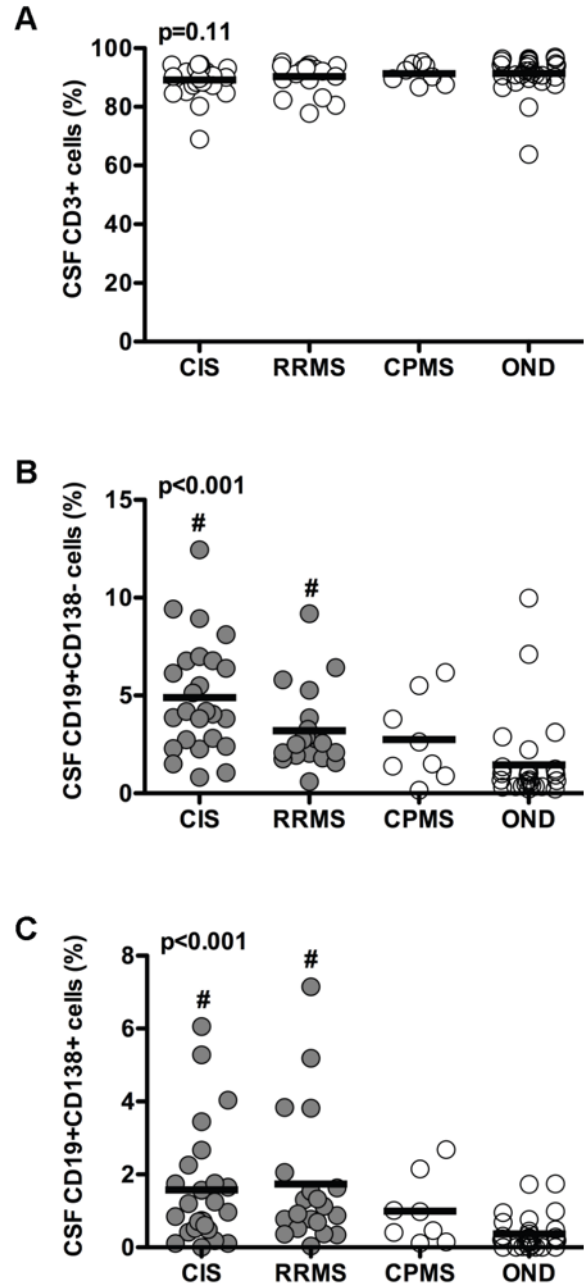 A
p=0.11
CSF CD3+ cells (%)
100
80
60
40
20
0
CIS RRMS CPMS OND
B
p<0.001
# #
CSF CD19+CD138- cells (%)
15
10
5
0
CIS RRMS CPMS OND
C
p<0.001
# #
CSF CD19+CD138+ cells (%)
8
6
4
2
0
CIS RRMS CPMS OND